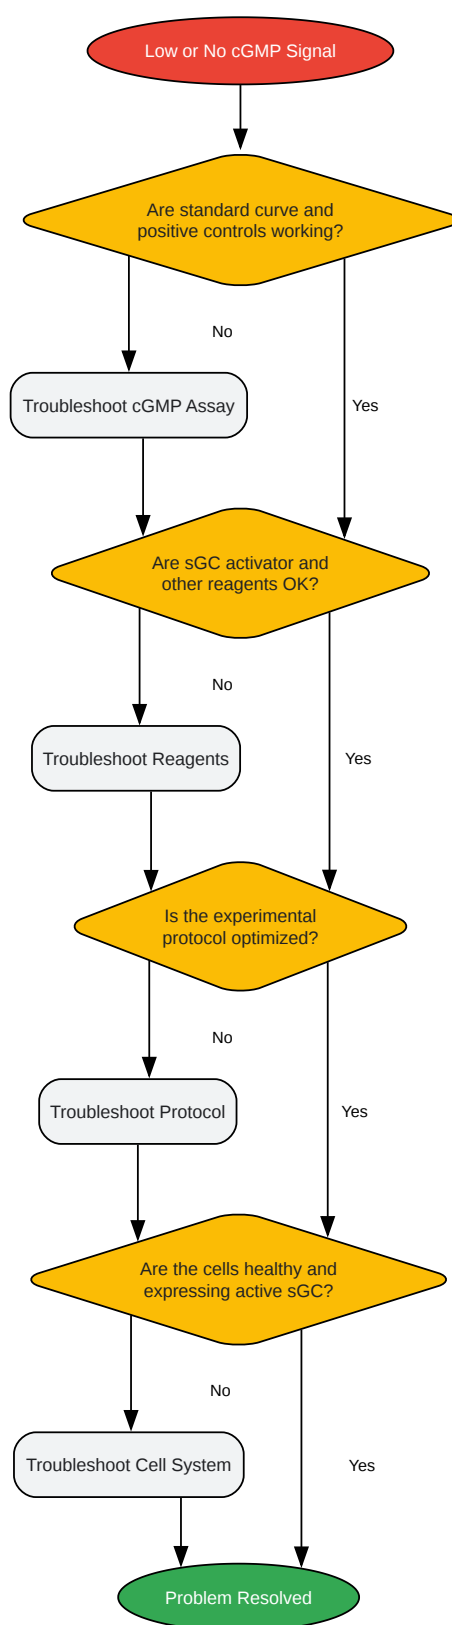 Low or No cGMP Signal
Are standard curve and
positive controls working?
No
Troubleshoot cGMP Assay
Yes
Are sGC activator and
other reagents OK?
No
Troubleshoot Reagents
Yes
Is the experimental
protocol optimized?
No
Troubleshoot Protocol
Yes
Are the cells healthy and
expressing active sGC?
No
Troubleshoot Cell System
Yes
Problem Resolved